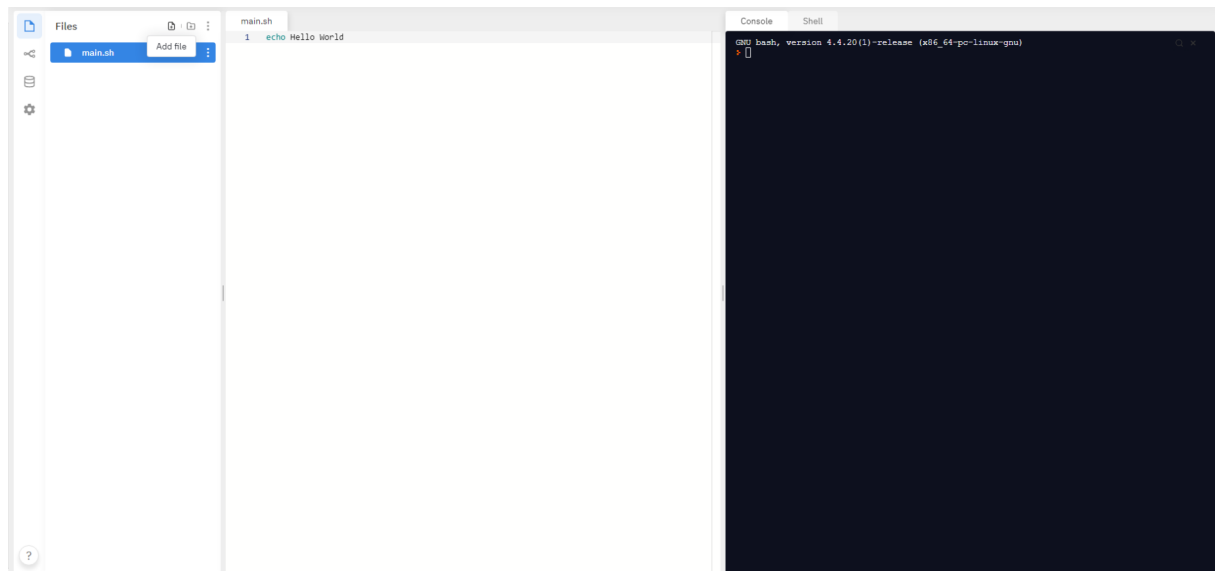 Files
Add file
main.sh
main.sh
1 echo Hello World
Console Shell
GNU bash, version 4.4.20(1)-release (x86_64-pc-linux-gnu)
>
?